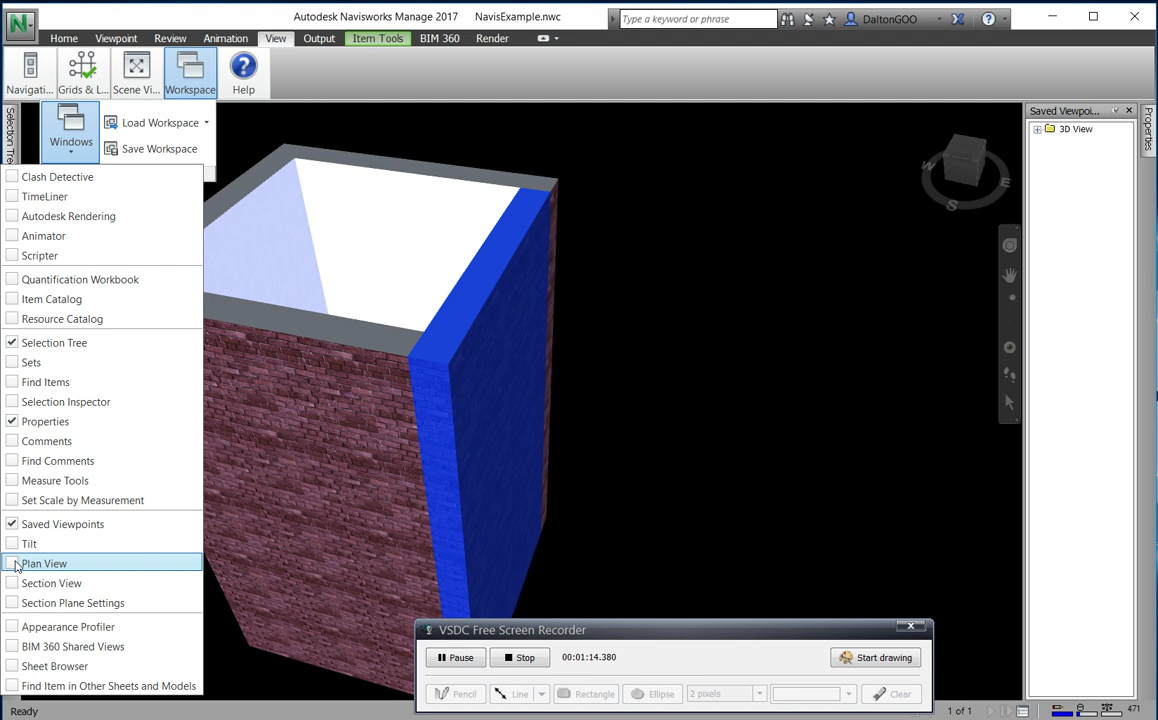 Autodesk Navisworks Manage 2017 NavisExample.nwc
Type a keyword or phrase
DaltonGOO
Home Viewpoint Review Animation View Output Item Tools BIM 360 Render
Navigati... Grids & L... Scene Vi... Workspace Help
Windows
Load Workspace
Save Workspace
Selection Tre
Clash Detective
TimeLiner
Autodesk Rendering
Animator
Scripter
Quantification Workbook
Item Catalog
Resource Catalog
Selection Tree
Sets
Find Items
Selection Inspector
Properties
Comments
Find Comments
Measure Tools
Set Scale by Measurement
Saved Viewpoints
Tilt
Plan View
Section View
Section Plane Settings
Appearance Profiler
BIM 360 Shared Views
Sheet Browser
Find Item in Other Sheets and Models
W
E
S
Saved Viewpoi...
3D View
Properties
VSDC Free Screen Recorder
Pause Stop 00:01:14.380 Start drawing
Pencil Line Rectangle Ellipse 2 pixels Clear
Ready
1 of 1
471